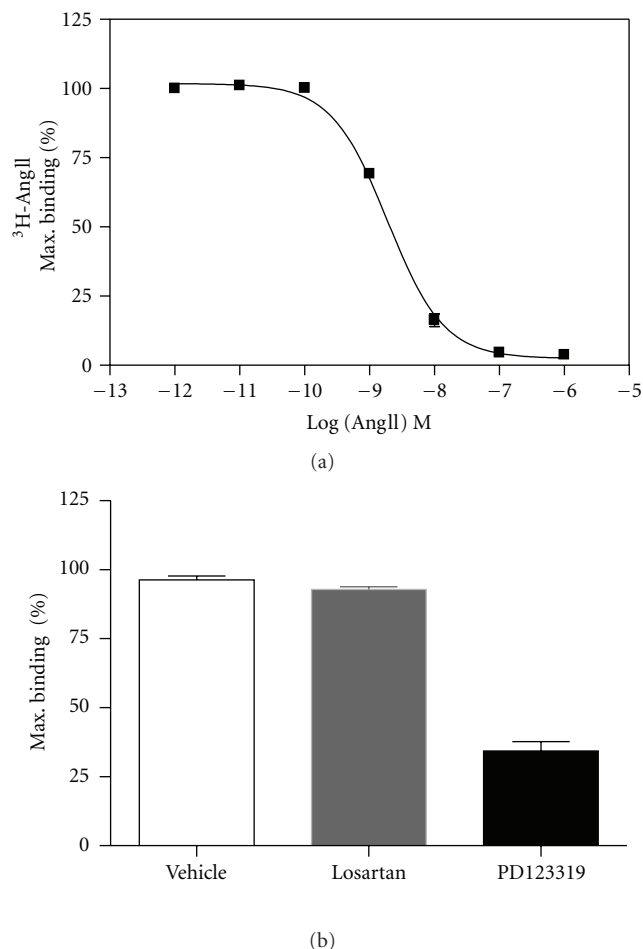 125
100
75
50
25
0
³H-AngII
Max. binding (%)
−13 −12 −11 −10 −9 −8 −7 −6 −5
Log (AngII) M
(a)
125
100
75
50
25
0
Max. binding (%)
Vehicle Losartan PD123319
(b)